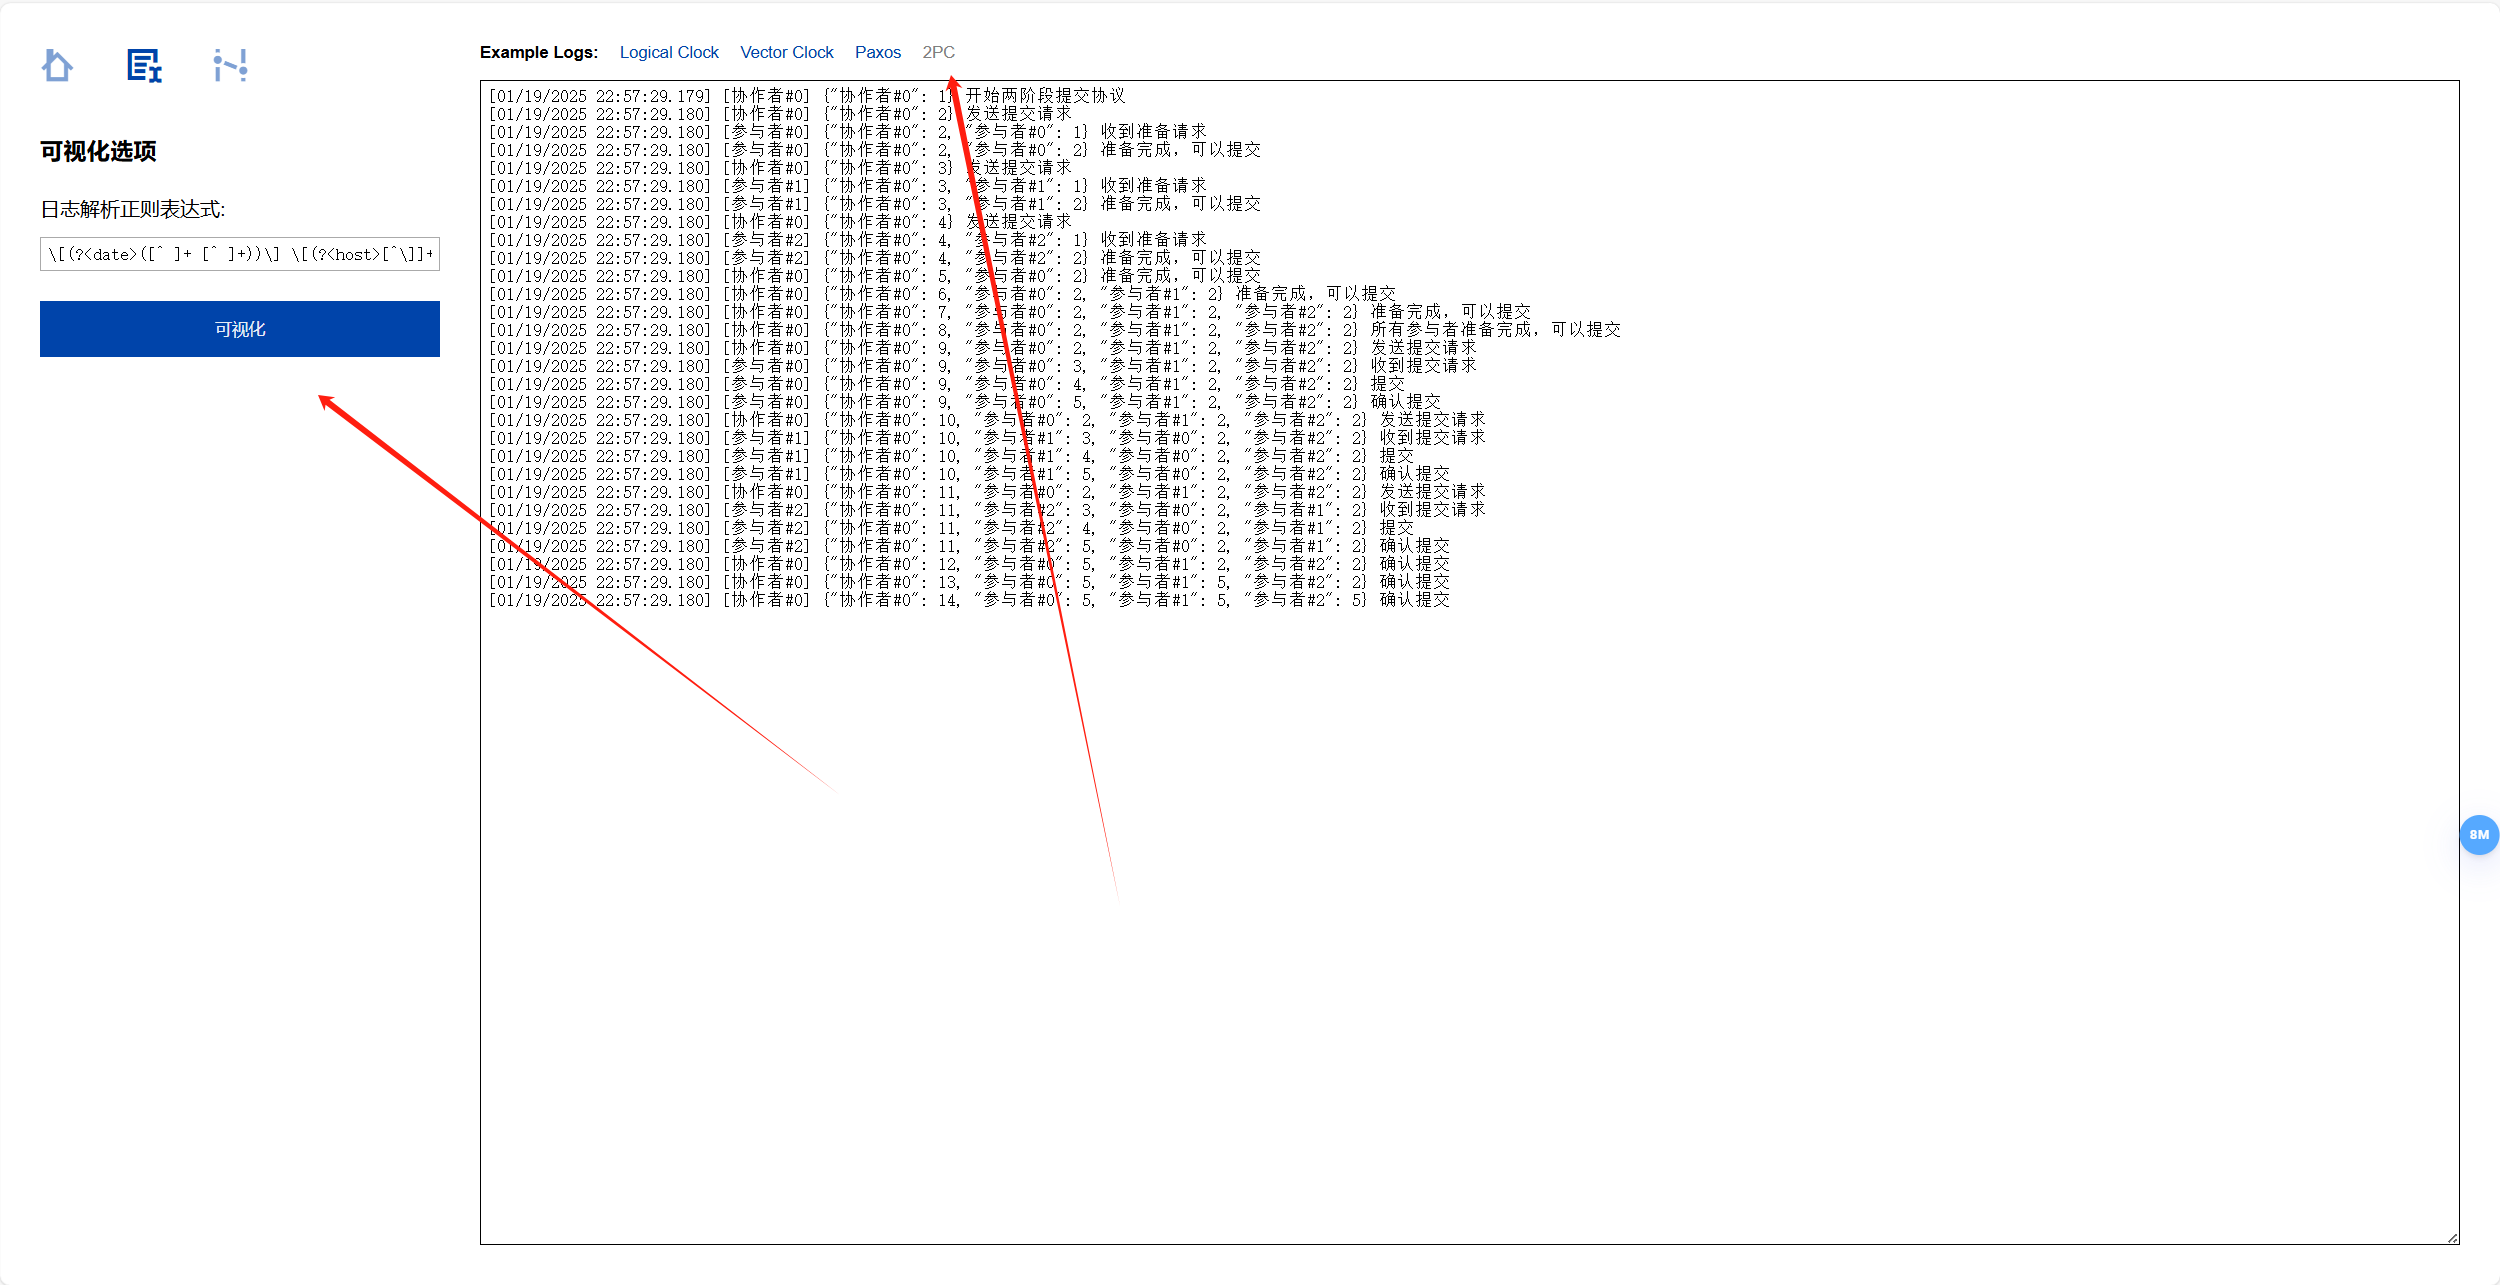 Example Logs: Logical Clock Vector Clock Paxos 2PC
可视化选项
日志解析正则表达式:
\[(?<date>([^ ]+ [^ ]+))\] \[(?<host>[^\]]+
可视化
[01/19/2025 22:57:29.179] [协作者#0] {"协作者#0": 1} 开始两阶段提交协议
[01/19/2025 22:57:29.180] [协作者#0] {"协作者#0": 2} 发送提交请求
[01/19/2025 22:57:29.180] [参与者#0] {"协作者#0": 2, "参与者#0": 1} 收到准备请求
[01/19/2025 22:57:29.180] [参与者#0] {"协作者#0": 2, "参与者#0": 2} 准备完成，可以提交
[01/19/2025 22:57:29.180] [协作者#0] {"协作者#0": 3} 发送提交请求
[01/19/2025 22:57:29.180] [参与者#1] {"协作者#0": 3, "参与者#1": 1} 收到准备请求
[01/19/2025 22:57:29.180] [参与者#1] {"协作者#0": 3, "参与者#1": 2} 准备完成，可以提交
[01/19/2025 22:57:29.180] [协作者#0] {"协作者#0": 4} 发送提交请求
[01/19/2025 22:57:29.180] [参与者#2] {"协作者#0": 4, "参与者#2": 1} 收到准备请求
[01/19/2025 22:57:29.180] [参与者#2] {"协作者#0": 4, "参与者#2": 2} 准备完成，可以提交
[01/19/2025 22:57:29.180] [协作者#0] {"协作者#0": 5, "参与者#0": 2} 准备完成，可以提交
[01/19/2025 22:57:29.180] [协作者#0] {"协作者#0": 6, "参与者#0": 2, "参与者#1": 2} 准备完成，可以提交
[01/19/2025 22:57:29.180] [协作者#0] {"协作者#0": 7, "参与者#0": 2, "参与者#1": 2, "参与者#2": 2} 准备完成，可以提交
[01/19/2025 22:57:29.180] [协作者#0] {"协作者#0": 8, "参与者#0": 2, "参与者#1": 2, "参与者#2": 2} 所有参与者准备完成，可以提交
[01/19/2025 22:57:29.180] [协作者#0] {"协作者#0": 9, "参与者#0": 2, "参与者#1": 2, "参与者#2": 2} 发送提交请求
[01/19/2025 22:57:29.180] [参与者#0] {"协作者#0": 9, "参与者#0": 3, "参与者#1": 2, "参与者#2": 2} 收到提交请求
[01/19/2025 22:57:29.180] [参与者#0] {"协作者#0": 9, "参与者#0": 4, "参与者#1": 2, "参与者#2": 2} 提交
[01/19/2025 22:57:29.180] [参与者#0] {"协作者#0": 9, "参与者#0": 5, "参与者#1": 2, "参与者#2": 2} 确认提交
[01/19/2025 22:57:29.180] [协作者#0] {"协作者#0": 10, "参与者#0": 2, "参与者#1": 2, "参与者#2": 2} 发送提交请求
[01/19/2025 22:57:29.180] [参与者#1] {"协作者#0": 10, "参与者#1": 3, "参与者#0": 2, "参与者#2": 2} 收到提交请求
[01/19/2025 22:57:29.180] [参与者#1] {"协作者#0": 10, "参与者#1": 4, "参与者#0": 2, "参与者#2": 2} 提交
[01/19/2025 22:57:29.180] [参与者#1] {"协作者#0": 10, "参与者#1": 5, "参与者#0": 2, "参与者#2": 2} 确认提交
[01/19/2025 22:57:29.180] [协作者#0] {"协作者#0": 11, "参与者#0": 2, "参与者#1": 2, "参与者#2": 2} 发送提交请求
[01/19/2025 22:57:29.180] [参与者#2] {"协作者#0": 11, "参与者#2": 3, "参与者#0": 2, "参与者#1": 2} 收到提交请求
[01/19/2025 22:57:29.180] [参与者#2] {"协作者#0": 11, "参与者#2": 4, "参与者#0": 2, "参与者#1": 2} 提交
[01/19/2025 22:57:29.180] [参与者#2] {"协作者#0": 11, "参与者#2": 5, "参与者#0": 2, "参与者#1": 2} 确认提交
[01/19/2025 22:57:29.180] [协作者#0] {"协作者#0": 12, "参与者#0": 5, "参与者#1": 2, "参与者#2": 2} 确认提交
[01/19/2025 22:57:29.180] [协作者#0] {"协作者#0": 13, "参与者#0": 5, "参与者#1": 5, "参与者#2": 2} 确认提交
[01/19/2025 22:57:29.180] [协作者#0] {"协作者#0": 14, "参与者#0": 5, "参与者#1": 5, "参与者#2": 5} 确认提交
8M